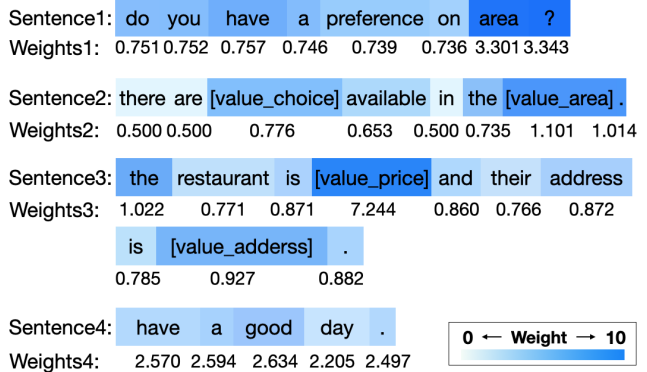 Sentence1: do you have a preference on area ?
Weights1: 0.751 0.752 0.757 0.746 0.739 0.736 3.301 3.343
Sentence2: there are [value_choice] available in the [value_area] .
Weights2: 0.500 0.500 0.776 0.653 0.500 0.735 1.101 1.014
Sentence3: the restaurant is [value_price] and their address
Weights3: 1.022 0.771 0.871 7.244 0.860 0.766 0.872
is [value_adderss] .
0.785 0.927 0.882
Sentence4: have a good day .
Weights4: 2.570 2.594 2.634 2.205 2.497
0 ← Weight → 10